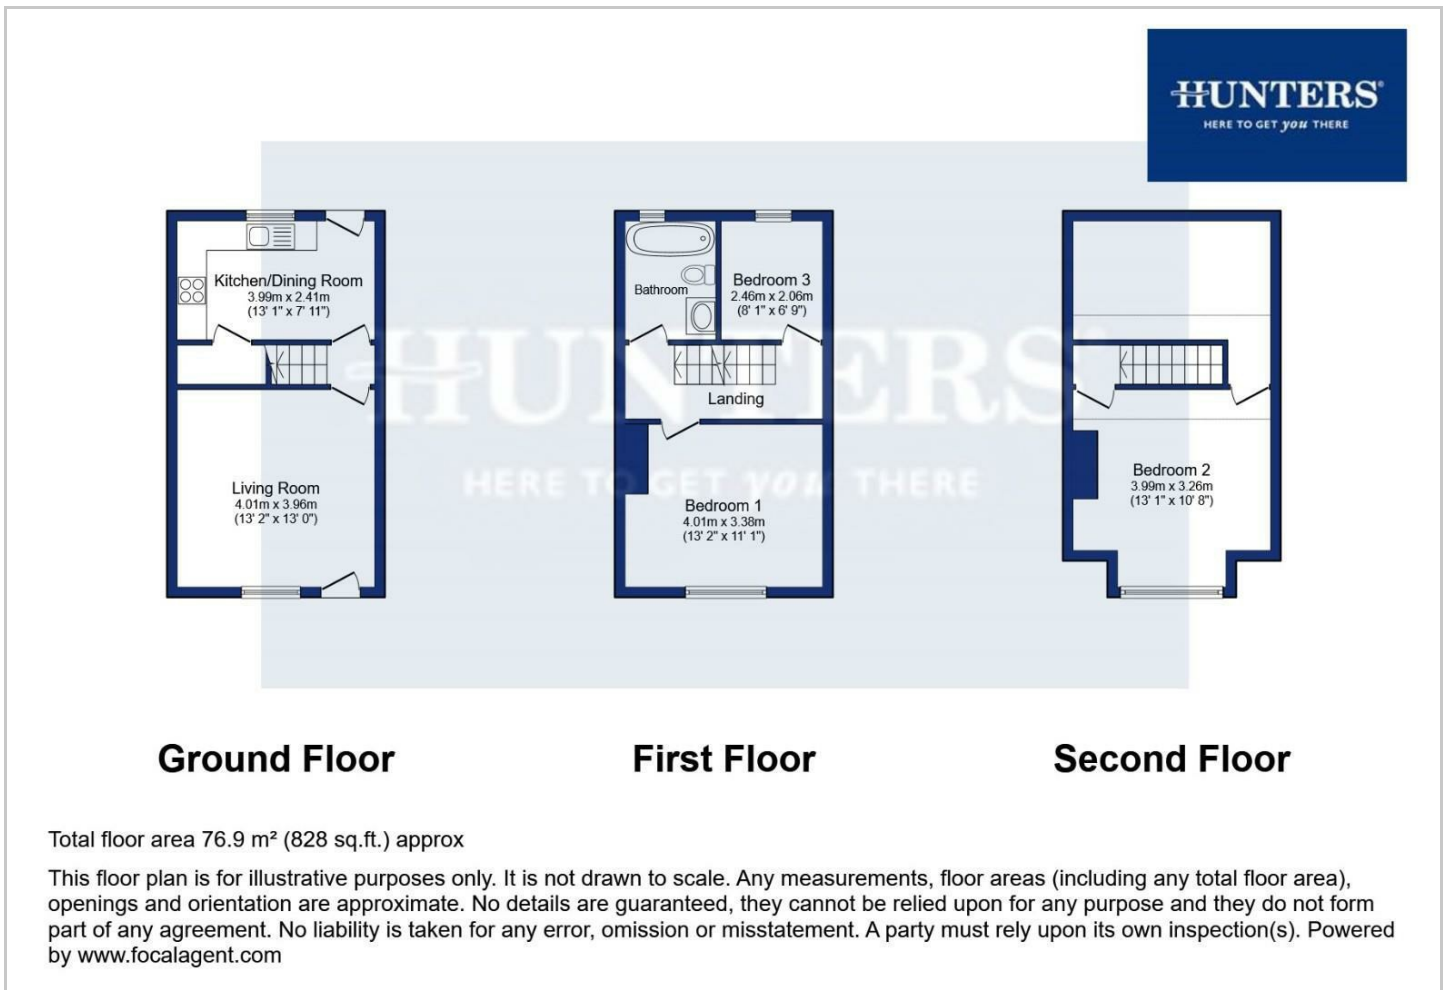 HUNTERS®
HERE TO GET you THERE
Kitchen/Dining Room
3.99m x 2.41m
(13' 1" x 7' 11")
Living Room
4.01m x 3.96m
(13' 2" x 13' 0")
Bathroom
Bedroom 3
2.46m x 2.06m
(8' 1" x 6' 9")
Landing
Bedroom 1
4.01m x 3.38m
(13' 2" x 11' 1")
Bedroom 2
3.99m x 3.26m
(13' 1" x 10' 8")
HUNTERS®
HERE TO GET you THERE
Ground Floor
First Floor
Second Floor
Total floor area 76.9 m² (828 sq.ft.) approx
This floor plan is for illustrative purposes only. It is not drawn to scale. Any measurements, floor areas (including any total floor area),
openings and orientation are approximate. No details are guaranteed, they cannot be relied upon for any purpose and they do not form
part of any agreement. No liability is taken for any error, omission or misstatement. A party must rely upon its own inspection(s). Powered
by www.focalagent.com